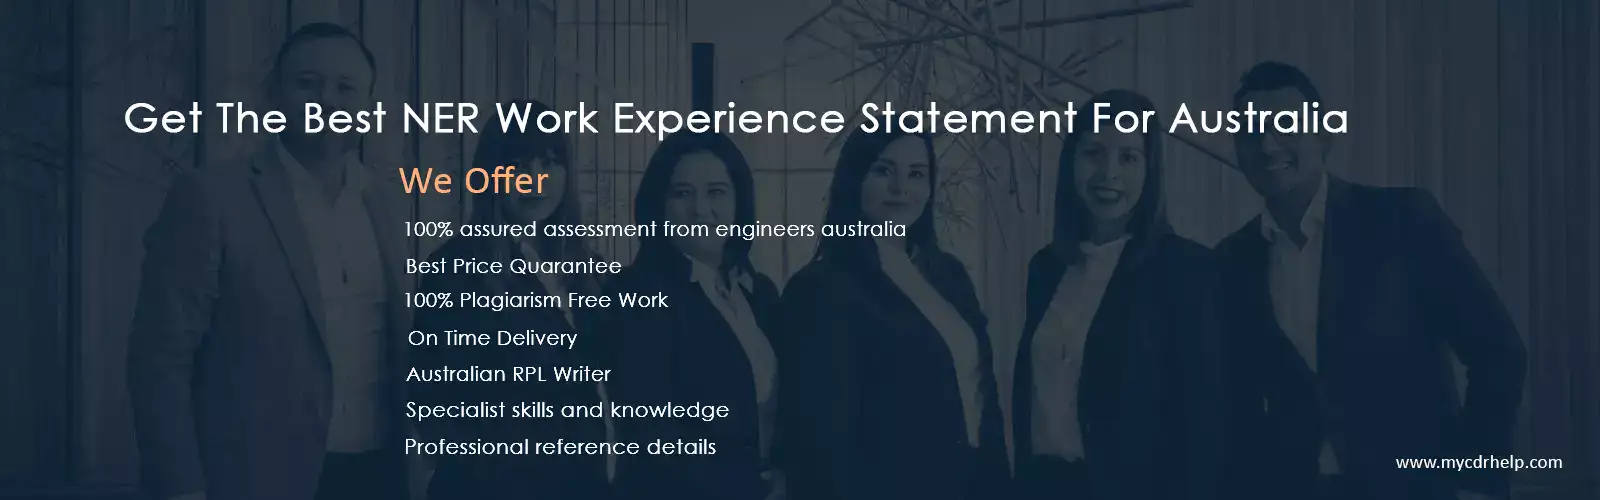 Get The Best NER Work Experience Statement For Australia
We Offer
100% assured assessment from engineers australia
Best Price Quarantee
100% Plagiarism Free Work
On Time Delivery
Australian RPL Writer
Specialist skills and knowledge
Professional reference details
www.mycdrhelp.com